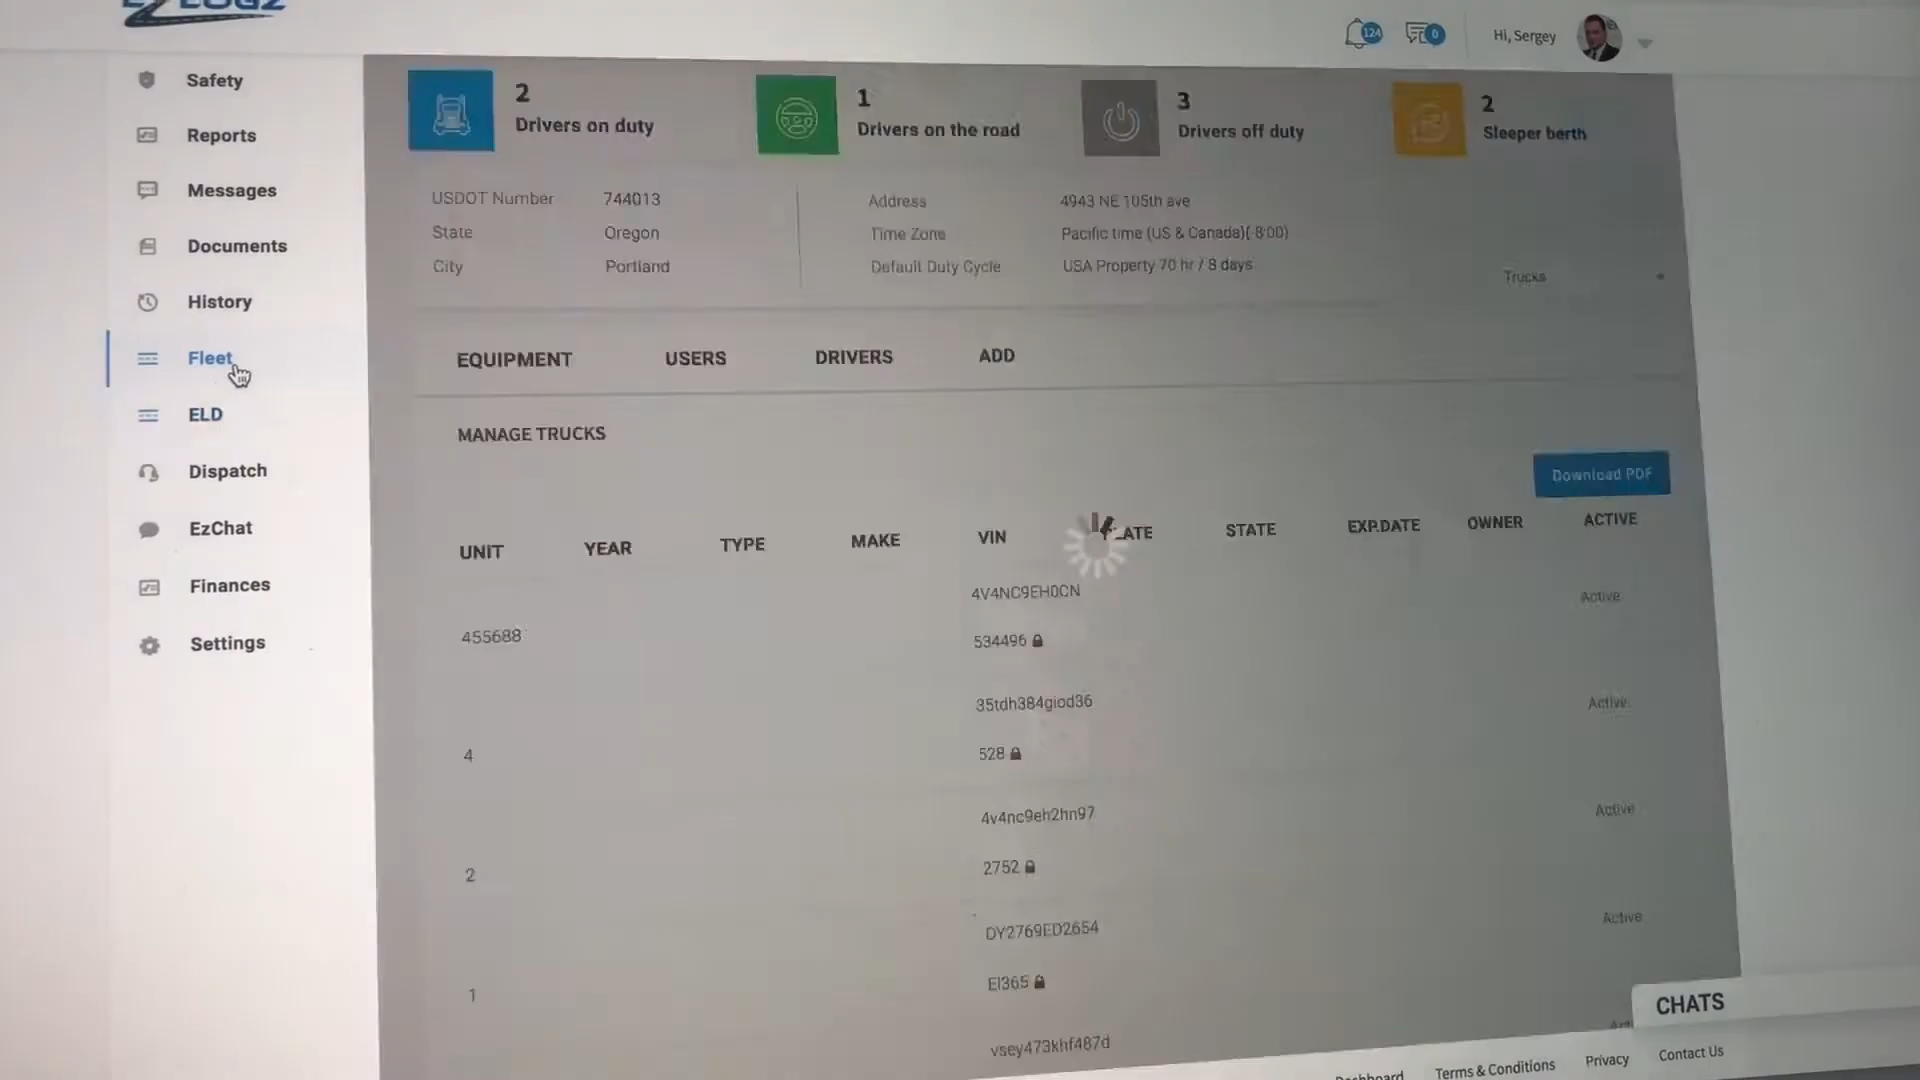 EZLOGZ
124
0
Hi, Sergey
Safety
Reports
Messages
Documents
History
Fleet
ELD
Dispatch
EzChat
Finances
Settings
2
Drivers on duty
1
Drivers on the road
3
Drivers off duty
2
Sleeper berth
USDOT Number 744013
State Oregon
City Portland
Address 4943 NE 105th ave
Time Zone Pacific time (US & Canada)(-8:00)
Default Duty Cycle USA Property 70 hr / 8 days
Trucks
EQUIPMENT USERS DRIVERS ADD
MANAGE TRUCKS
Download PDF
UNIT YEAR TYPE MAKE VIN STATE EXP.DATE OWNER ACTIVE
455688 4V4NC9EH0CN
534496 Active
4 35tdh384giod36
528 Active
2 4v4nc9eh2hn97
2752 Active
1 DY2769ED2654
EI365 Active
vsey473khf487d
CHATS
Dashboard Terms & Conditions Privacy Contact Us